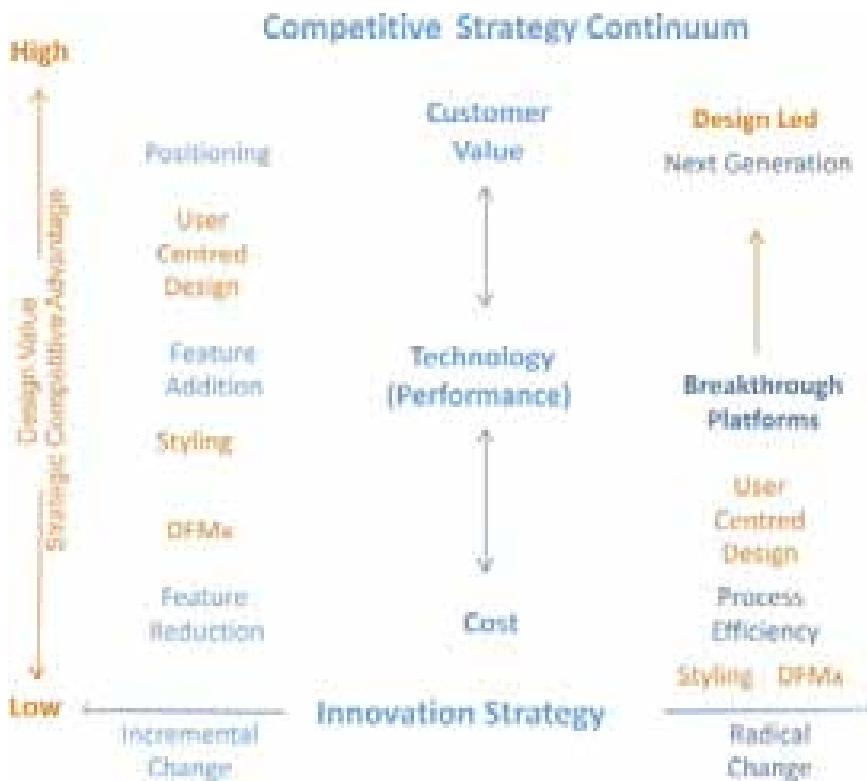 Competitive Strategy Continuum
High
Design Value
Strategic Competitive Advantage
Low
Positioning
User
Centred
Design
Feature
Addition
Styling
DFMx
Feature
Reduction
Customer
Value
Technology
(Performance)
Cost
Design Led
Next Generation
Breakthrough
Platforms
User
Centred
Design
Process
Efficiency
Styling DFMx
Innovation Strategy
Incremental
Change
Radical
Change